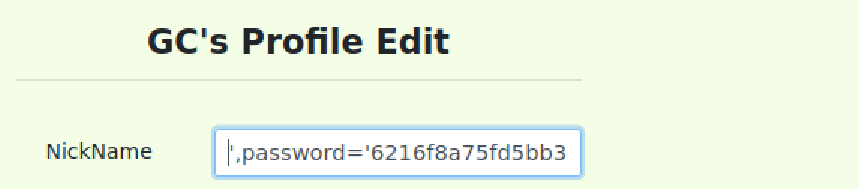 GC's Profile Edit
NickName
',password='6216f8a75fd5bb3